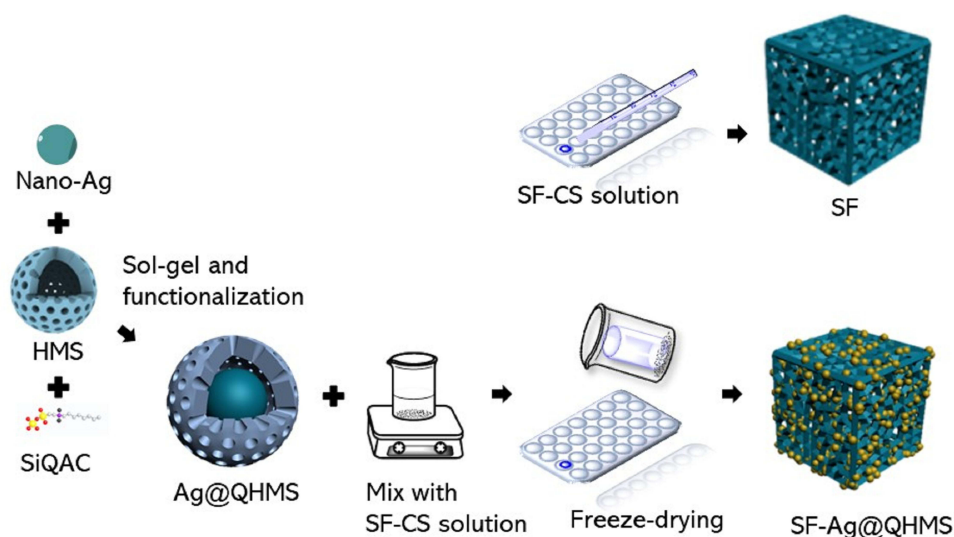 Nano-Ag
HMS
SiQAC
Sol-gel and
functionalization
Ag@QHMS
Mix with
SF-CS solution
SF-CS solution
SF
Freeze-drying
SF-Ag@QHMS